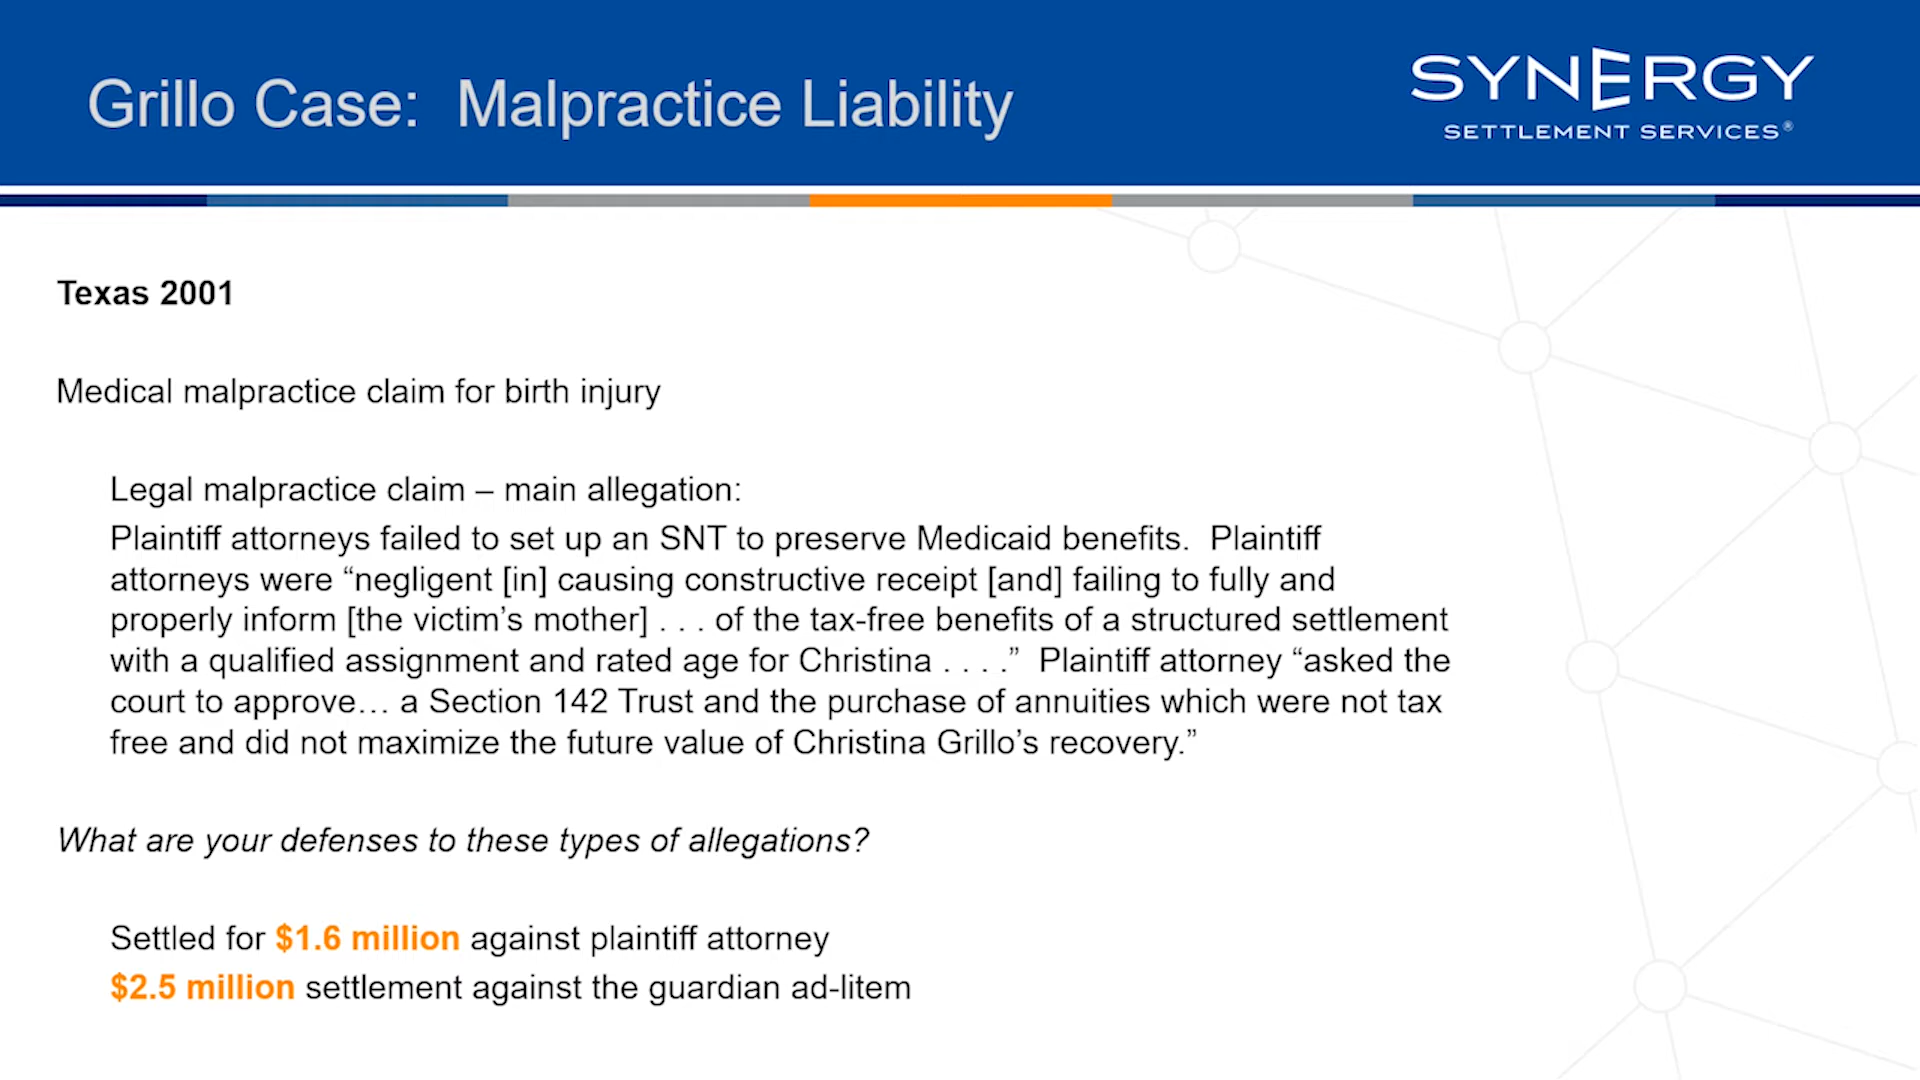 Grillo Case:  Malpractice Liability
SYNERGY
SETTLEMENT SERVICES®
Texas 2001
Medical malpractice claim for birth injury
Legal malpractice claim – main allegation:
Plaintiff attorneys failed to set up an SNT to preserve Medicaid benefits.  Plaintiff
attorneys were “negligent [in] causing constructive receipt [and] failing to fully and
properly inform [the victim’s mother] . . . of the tax-free benefits of a structured settlement
with a qualified assignment and rated age for Christina . . . .”  Plaintiff attorney “asked the
court to approve… a Section 142 Trust and the purchase of annuities which were not tax
free and did not maximize the future value of Christina Grillo’s recovery.”
What are your defenses to these types of allegations?
Settled for $1.6 million against plaintiff attorney
$2.5 million settlement against the guardian ad-litem